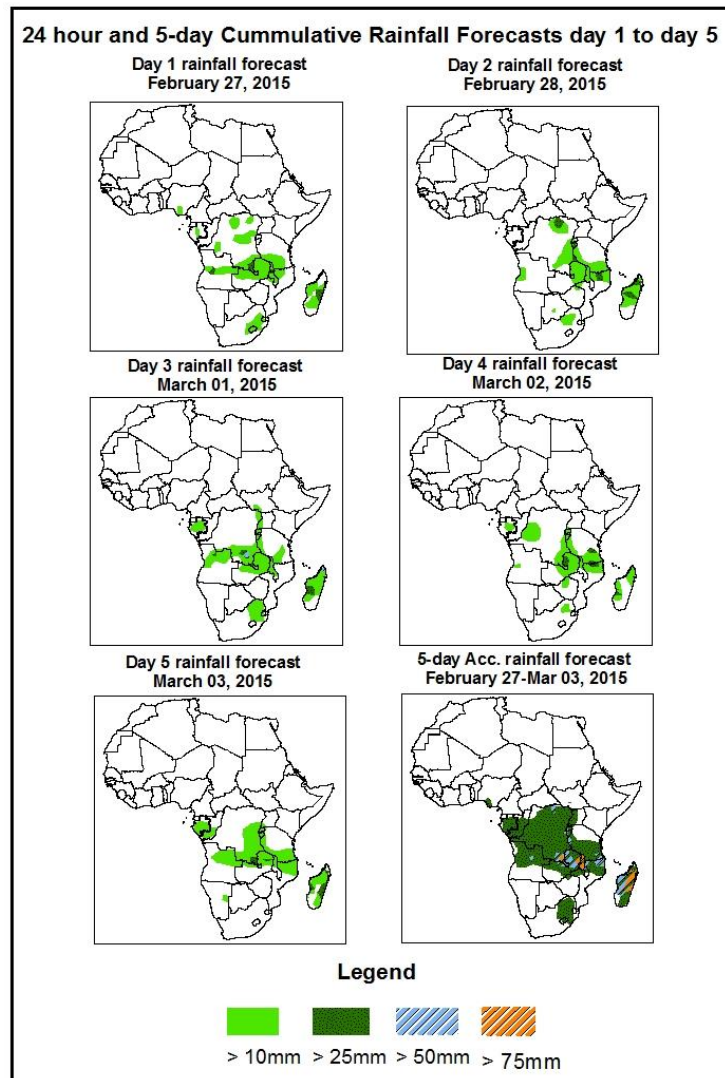 24 hour and 5-day Cummulative Rainfall Forecasts day 1 to day 5
Day 1 rainfall forecast
February 27, 2015
Day 2 rainfall forecast
February 28, 2015
Day 3 rainfall forecast
March 01, 2015
Day 4 rainfall forecast
March 02, 2015
Day 5 rainfall forecast
March 03, 2015
5-day Acc. rainfall forecast
February 27-Mar 03, 2015
Legend
> 10mm > 25mm > 50mm > 75mm